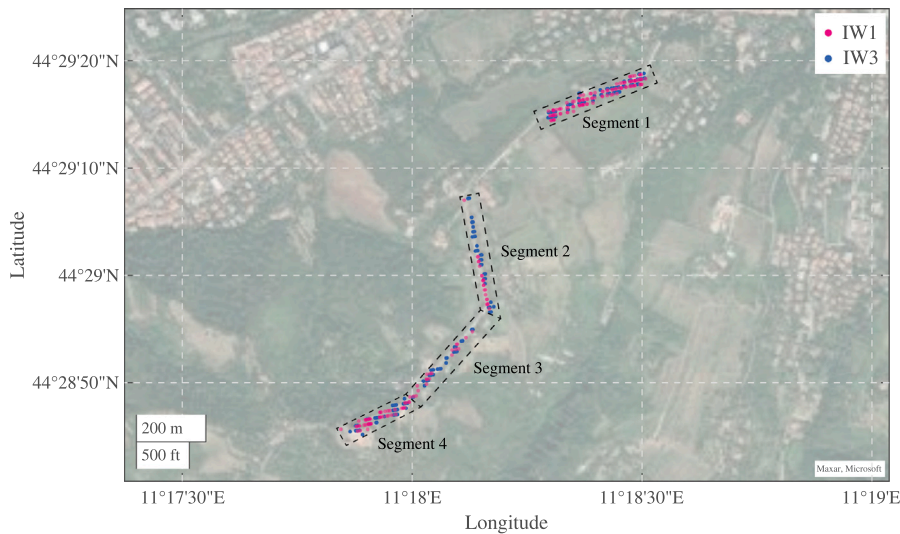 IW1
IW3
44°29'20"N
Segment 1
44°29'10"N
Segment 2
44°29'N
Segment 3
44°28'50"N
Segment 4
200 m
500 ft
Maxar, Microsoft
11°17'30"E
11°18'E
11°18'30"E
11°19'E
Longitude
Latitude